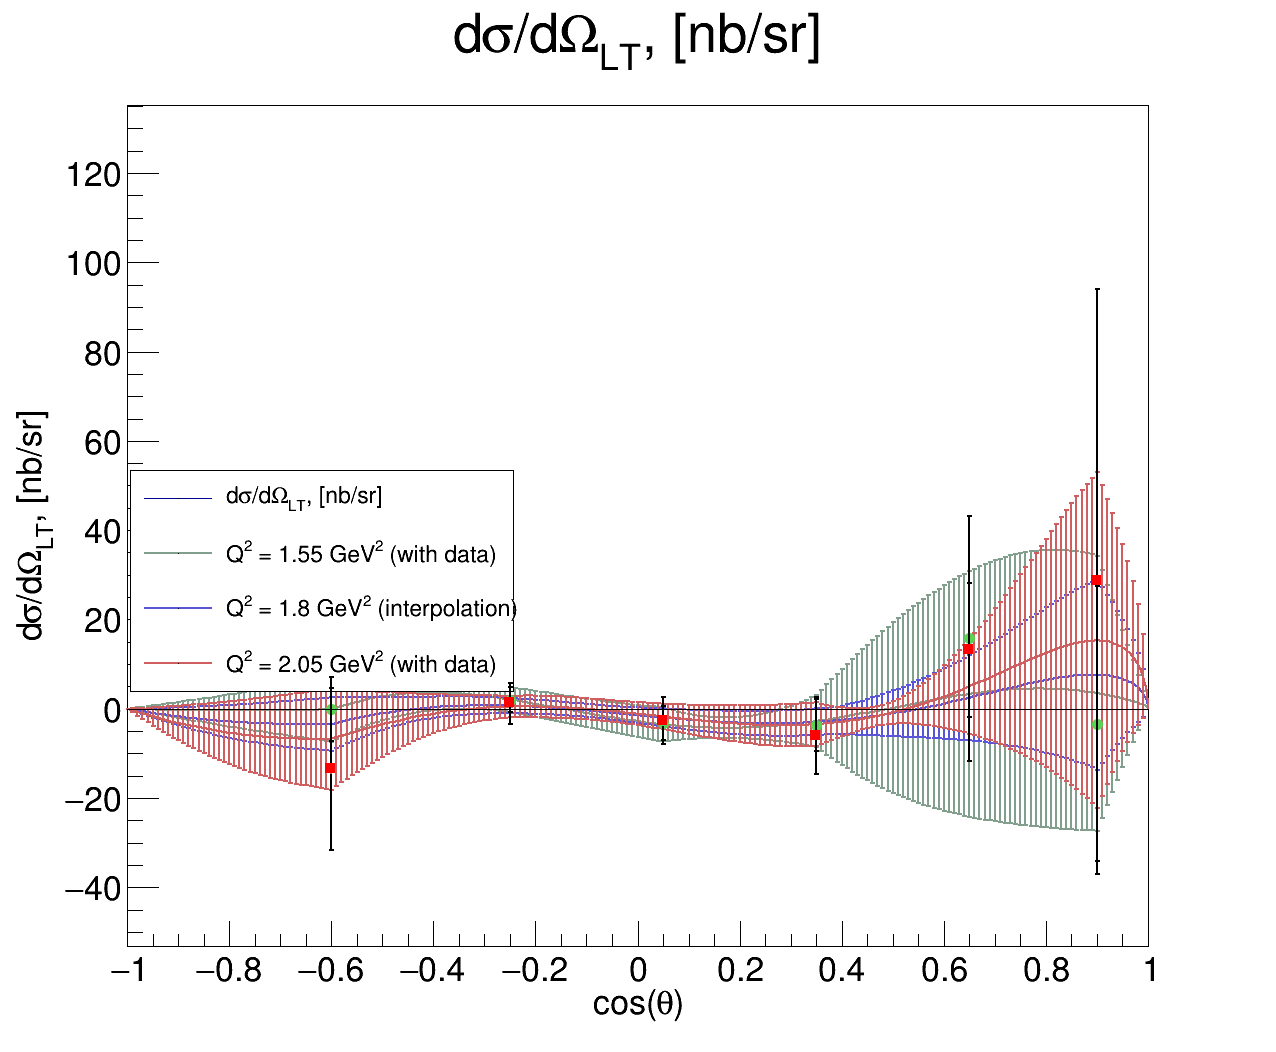 dσ/dΩLT, [nb/sr]
dσ/dΩLT, [nb/sr]
120
100
80
60
40
20
0
−20
−40
dσ/dΩLT, [nb/sr]
Q2 = 1.55 GeV2 (with data)
Q2 = 1.8 GeV2 (interpolation)
Q2 = 2.05 GeV2 (with data)
−1 −0.8 −0.6 −0.4 −0.2 0 0.2 0.4 0.6 0.8 1
cos(θ)